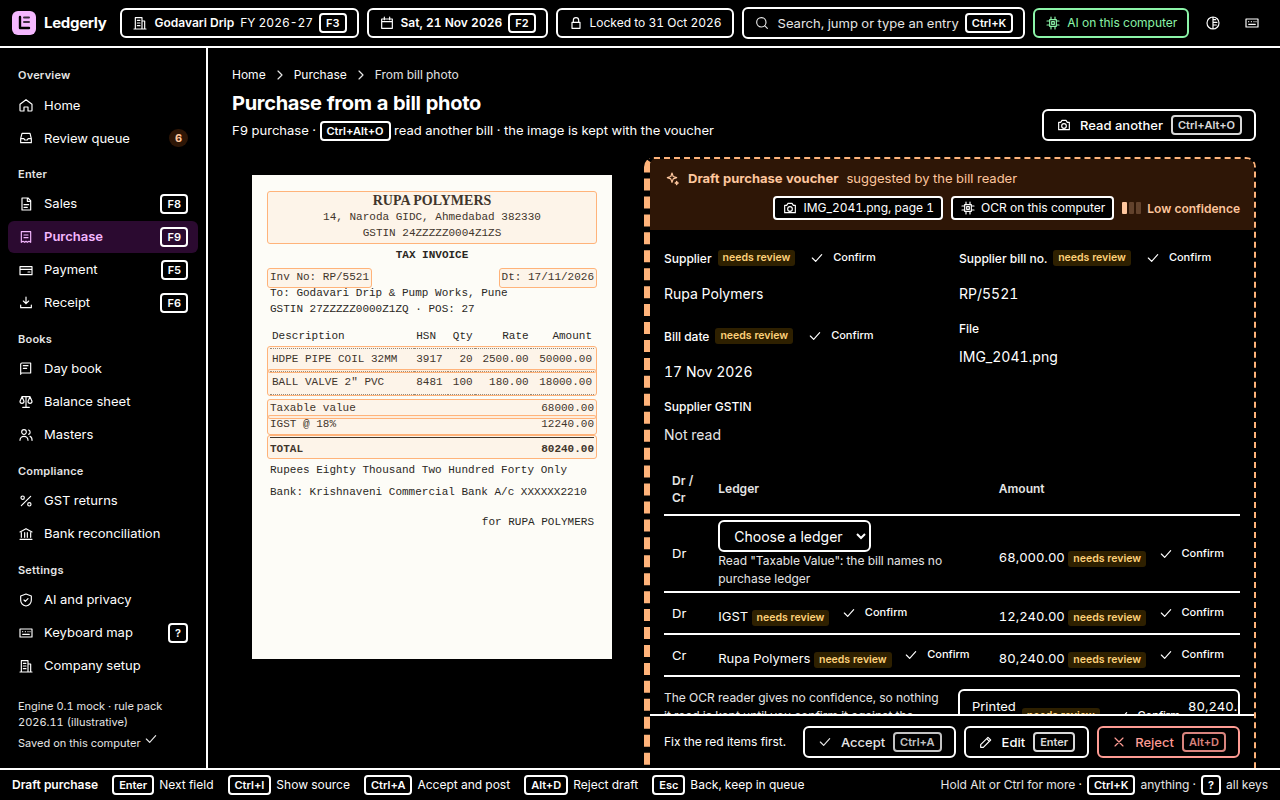 Ledgerly
Godavari Drip FY 2026-27 F3
Sat, 21 Nov 2026 F2
Locked to 31 Oct 2026
Search, jump or type an entry Ctrl+K
AI on this computer
Overview
Home
Review queue 6
Enter
Sales F8
Purchase F9
Payment F5
Receipt F6
Books
Day book
Balance sheet
Masters
Compliance
GST returns
Bank reconciliation
Settings
AI and privacy
Keyboard map ?
Company setup
Engine 0.1 mock · rule pack
2026.11 (illustrative)
Saved on this computer
Home > Purchase > From bill photo
Purchase from a bill photo
F9 purchase · Ctrl+Alt+O read another bill · the image is kept with the voucher
Read another Ctrl+Alt+O
RUPA POLYMERS
14, Naroda GIDC, Ahmedabad 382330
GSTIN 24ZZZZZ0004Z1ZS
TAX INVOICE
Inv No: RP/5521 Dt: 17/11/2026
To: Godavari Drip & Pump Works, Pune
GSTIN 27ZZZZZ0000Z1ZQ · POS: 27
Description HSN Qty Rate Amount
HDPE PIPE COIL 32MM 3917 20 2500.00 50000.00
BALL VALVE 2" PVC 8481 100 180.00 18000.00
Taxable value 68000.00
IGST @ 18% 12240.00
TOTAL 80240.00
Rupees Eighty Thousand Two Hundred Forty Only
Bank: Krishnaveni Commercial Bank A/c XXXXXX2210
for RUPA POLYMERS
Draft purchase voucher suggested by the bill reader
IMG_2041.png, page 1 OCR on this computer Low confidence
Supplier needs review Confirm
Rupa Polymers
Supplier bill no. needs review Confirm
RP/5521
Bill date needs review Confirm
17 Nov 2026
File
IMG_2041.png
Supplier GSTIN
Not read
Dr / Cr Ledger Amount
Dr Choose a ledger 68,000.00 needs review Confirm
Read "Taxable Value": the bill names no
purchase ledger
Dr IGST needs review Confirm 12,240.00 needs review Confirm
Cr Rupa Polymers needs review Confirm 80,240.00 needs review Confirm
The OCR reader gives no confidence, so nothing
it read is kept until you confirm it against the
Printed needs review Confirm 80,240.
Fix the red items first.
Accept Ctrl+A
Edit Enter
Reject Alt+D
Draft purchase Enter Next field Ctrl+I Show source Ctrl+A Accept and post Alt+D Reject draft Esc Back, keep in queue
Hold Alt or Ctrl for more · Ctrl+K anything · ? all keys